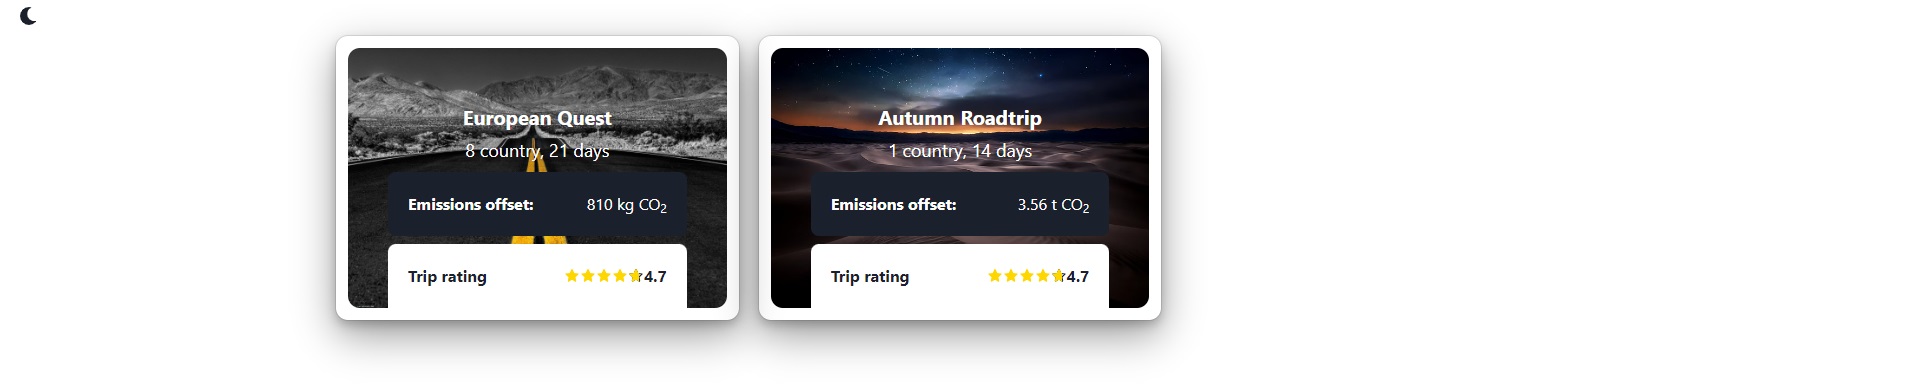 European Quest
8 country, 21 days
Emissions offset: 810 kg CO₂
Trip rating 4.7
Autumn Roadtrip
1 country, 14 days
Emissions offset: 3.56 t CO₂
Trip rating 4.7